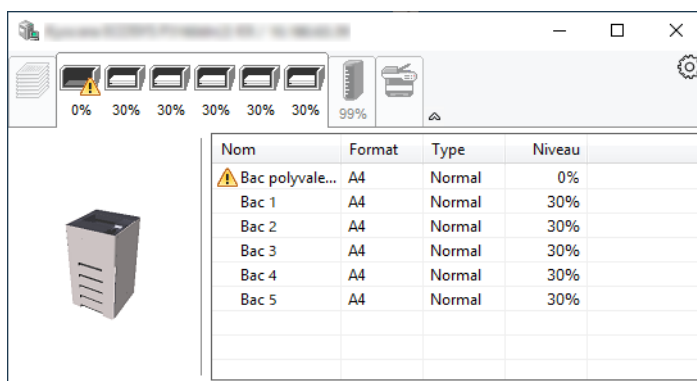 0% 30% 30% 30% 30% 30% 99%
Nom Format Type Niveau
Bac polyvale... A4 Normal 0%
Bac 1 A4 Normal 30%
Bac 2 A4 Normal 30%
Bac 3 A4 Normal 30%
Bac 4 A4 Normal 30%
Bac 5 A4 Normal 30%